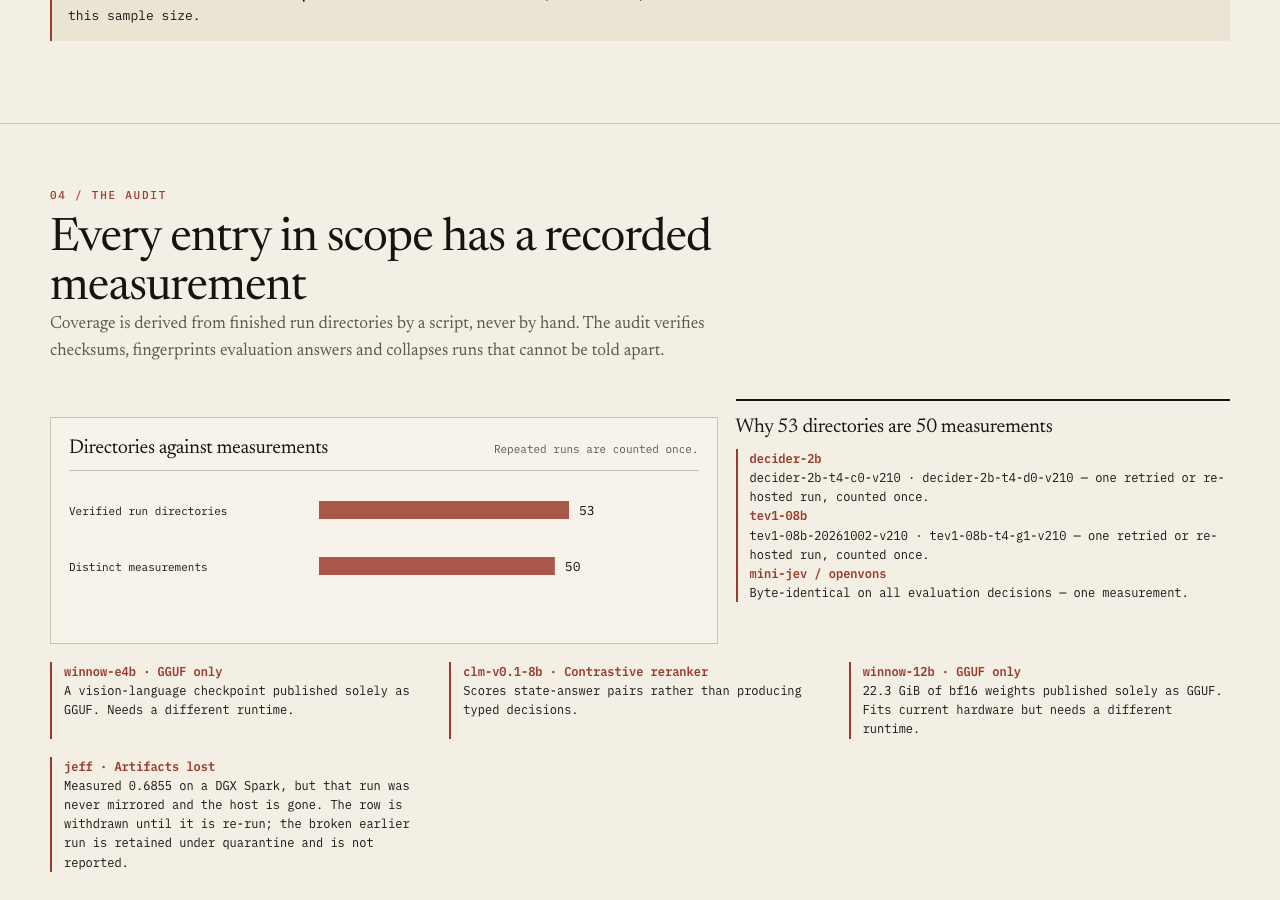 this sample size.
04 / THE AUDIT
Every entry in scope has a recorded
measurement
Coverage is derived from finished run directories by a script, never by hand. The audit verifies
checksums, fingerprints evaluation answers and collapses runs that cannot be told apart.
Directories against measurements
Repeated runs are counted once.
Verified run directories
53
Distinct measurements
50
Why 53 directories are 50 measurements
decider-2b
decider-2b-t4-c0-v210 · decider-2b-t4-d0-v210 — one retried or re-
hosted run, counted once.
tev1-08b
tev1-08b-20261002-v210 · tev1-08b-t4-g1-v210 — one retried or re-
hosted run, counted once.
mini-jev / openvons
Byte-identical on all evaluation decisions — one measurement.
winnow-e4b · GGUF only
A vision-language checkpoint published solely as
GGUF. Needs a different runtime.
clm-v0.1-8b · Contrastive reranker
Scores state-answer pairs rather than producing
typed decisions.
winnow-12b · GGUF only
22.3 GiB of bf16 weights published solely as GGUF.
Fits current hardware but needs a different
runtime.
jeff · Artifacts lost
Measured 0.6855 on a DGX Spark, but that run was
never mirrored and the host is gone. The row is
withdrawn until it is re-run; the broken earlier
run is retained under quarantine and is not
reported.